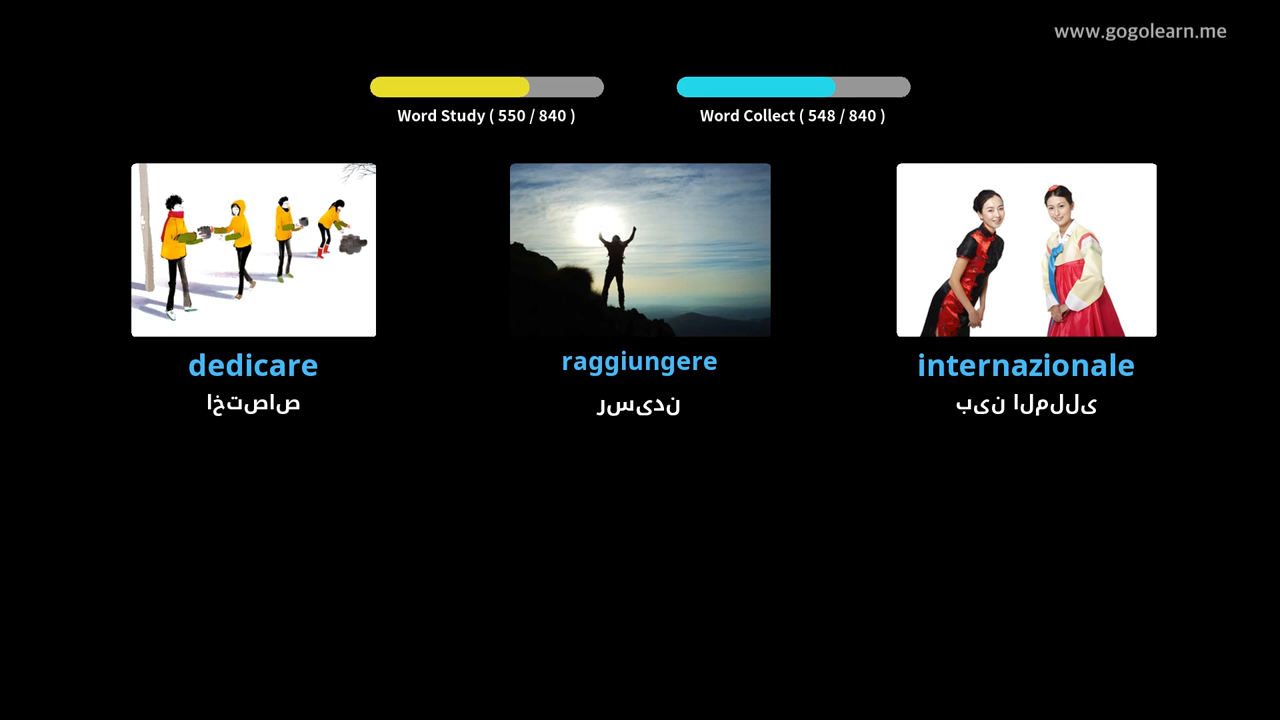 www.gogolearn.me
Word Study ( 550 / 840 )
Word Collect ( 548 / 840 )
dedicare
اختصاص
raggiungere
رسیدن
internazionale
بین المللی